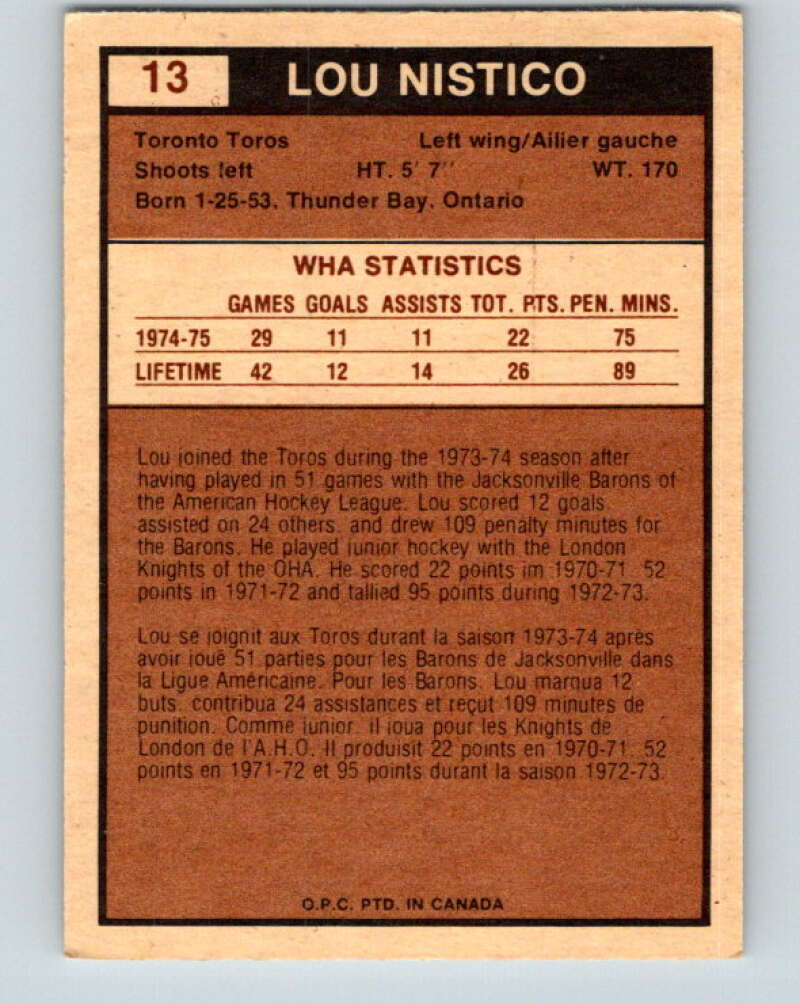 13 LOU NISTICO
Toronto Toros Left wing/Ailier gauche
Shoots left HT. 5' 7'' WT. 170
Born 1-25-53, Thunder Bay, Ontario
WHA STATISTICS
GAMES GOALS ASSISTS TOT. PTS. PEN. MINS.
1974-75 29 11 11 22 75
LIFETIME 42 12 14 26 89
Lou joined the Toros during the 1973-74 season after
having played in 51 games with the Jacksonville Barons of
the American Hockey League. Lou scored 12 goals,
assisted on 24 others, and drew 109 penalty minutes for
the Barons. He played junior hockey with the London
Knights of the OHA. He scored 22 points im 1970-71, 52
points in 1971-72 and tallied 95 points during 1972-73.
Lou se joignit aux Toros durant la saison 1973-74 après
avoir joué 51 parties pour les Barons de Jacksonville dans
la Ligue Américaine. Pour les Barons, Lou marqua 12
buts, contribua 24 assistances et reçut 109 minutes de
punition. Comme junior, il joua pour les Knights de
London de l'A.H.O. Il produisit 22 points en 1970-71, 52
points en 1971-72 et 95 points durant la saison 1972-73.
O.P.C. PTD. IN CANADA